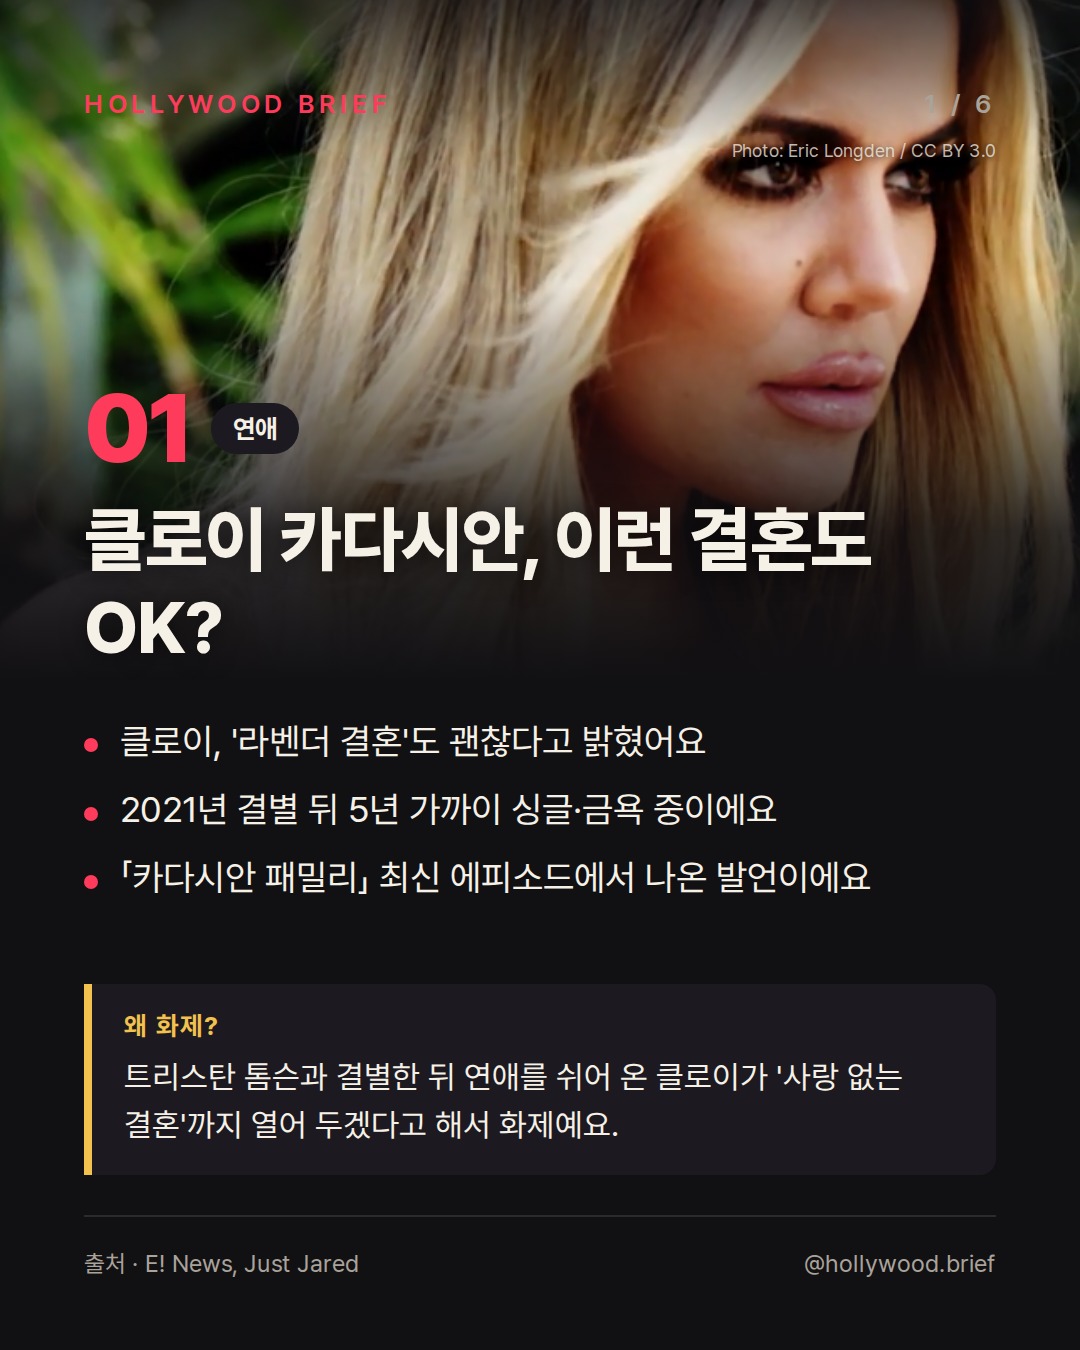 HOLLYWOOD BRIEF
1 / 6
Photo: Eric Longden / CC BY 3.0
01
연애
클로이 카다시안, 이런 결혼도
OK?
클로이, '라벤더 결혼'도 괜찮다고 밝혔어요
2021년 결별 뒤 5년 가까이 싱글·금욕 중이에요
「카다시안 패밀리」 최신 에피소드에서 나온 발언이에요
왜 화제?
트리스탄 톰슨과 결별한 뒤 연애를 쉬어 온 클로이가 '사랑 없는
결혼'까지 열어 두겠다고 해서 화제예요.
출처 · E! News, Just Jared
@hollywood.brief